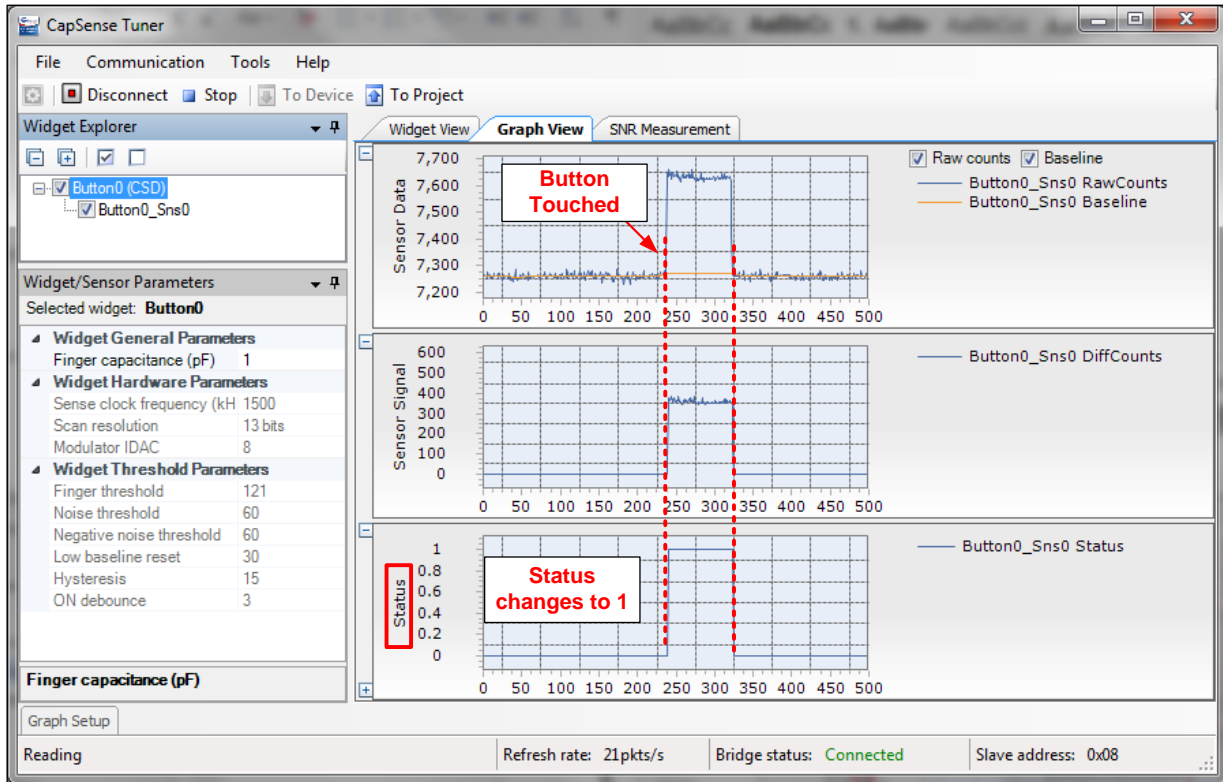 CapSense Tuner
File Communication Tools Help
Disconnect Stop To Device To Project
Widget Explorer
Button0 (CSD)
Button0_Sns0
Widget/Sensor Parameters
Selected widget: Button0
Widget General Parameters
Finger capacitance (pF) 1
Widget Hardware Parameters
Sense clock frequency (kH 1500
Scan resolution 13 bits
Modulator IDAC 8
Widget Threshold Parameters
Finger threshold 121
Noise threshold 60
Negative noise threshold 60
Low baseline reset 30
Hysteresis 15
ON debounce 3
Finger capacitance (pF)
Graph Setup
Widget View Graph View SNR Measurement
Sensor Data
7,700
7,600
7,500
7,400
7,300
7,200
0 50 100 150 200 250 300 350 400 450 500
Button
Touched
Raw counts Baseline
Button0_Sns0 RawCounts
Button0_Sns0 Baseline
Sensor Signal
600
500
400
300
200
100
0
0 50 100 150 200 250 300 350 400 450 500
Button0_Sns0 DiffCounts
Status
1
0.8
0.6
0.4
0.2
0
0 50 100 150 200 250 300 350 400 450 500
Status
changes to 1
Button0_Sns0 Status
Reading Refresh rate: 21pkts/s Bridge status: Connected Slave address: 0x08